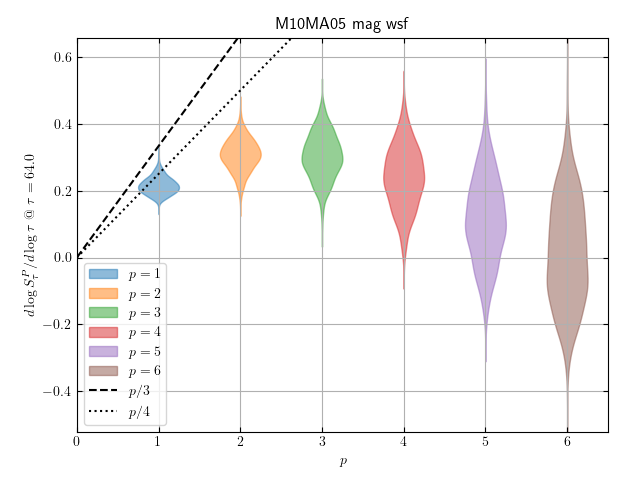 M10MA05 mag wsf
d log S_τ^P / d log τ @ τ = 64.0
0.6
0.4
0.2
0.0
−0.2
−0.4
p = 1
p = 2
p = 3
p = 4
p = 5
p = 6
p/3
p/4
0 1 2 3 4 5 6
p